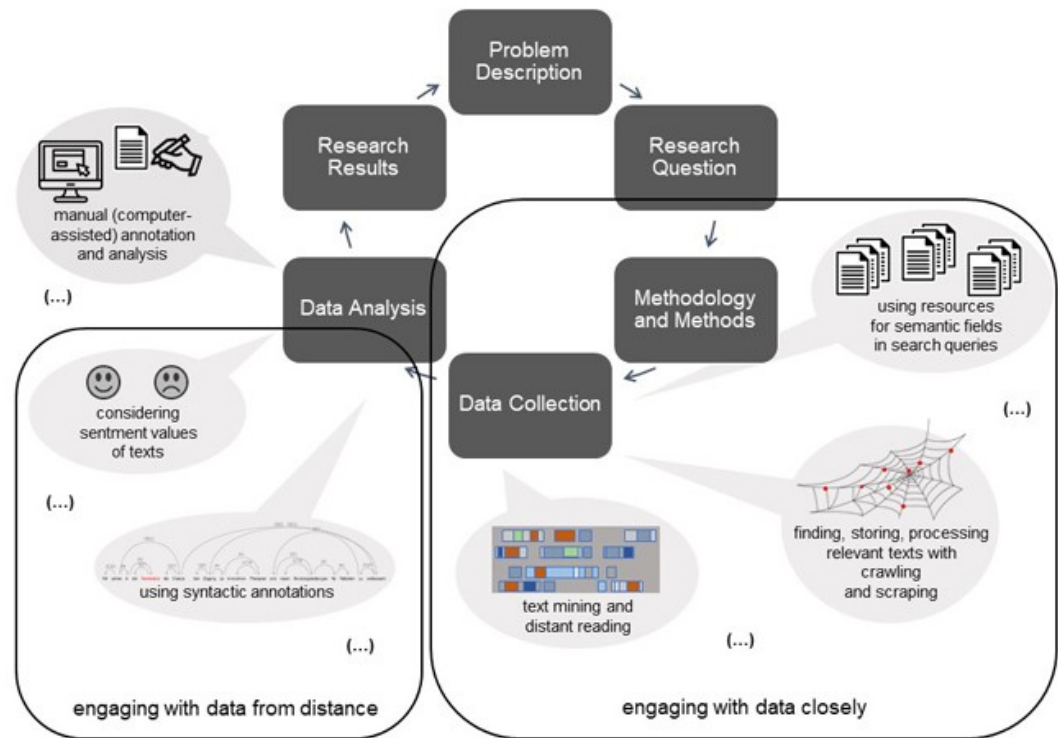 Problem
Description
Research
Results
Research
Question
manual (computer-
assisted) annotation
and analysis
(...)
Data Analysis
Methodology
and Methods
using resources
for semantic fields
in search queries
(...)
Data Collection
considering
sentment values
of texts
(...)
using syntactic annotations
(...)
text mining and
distant reading
(...)
finding, storing, processing
relevant texts with
crawling
and scraping
engaging with data from distance
engaging with data closely